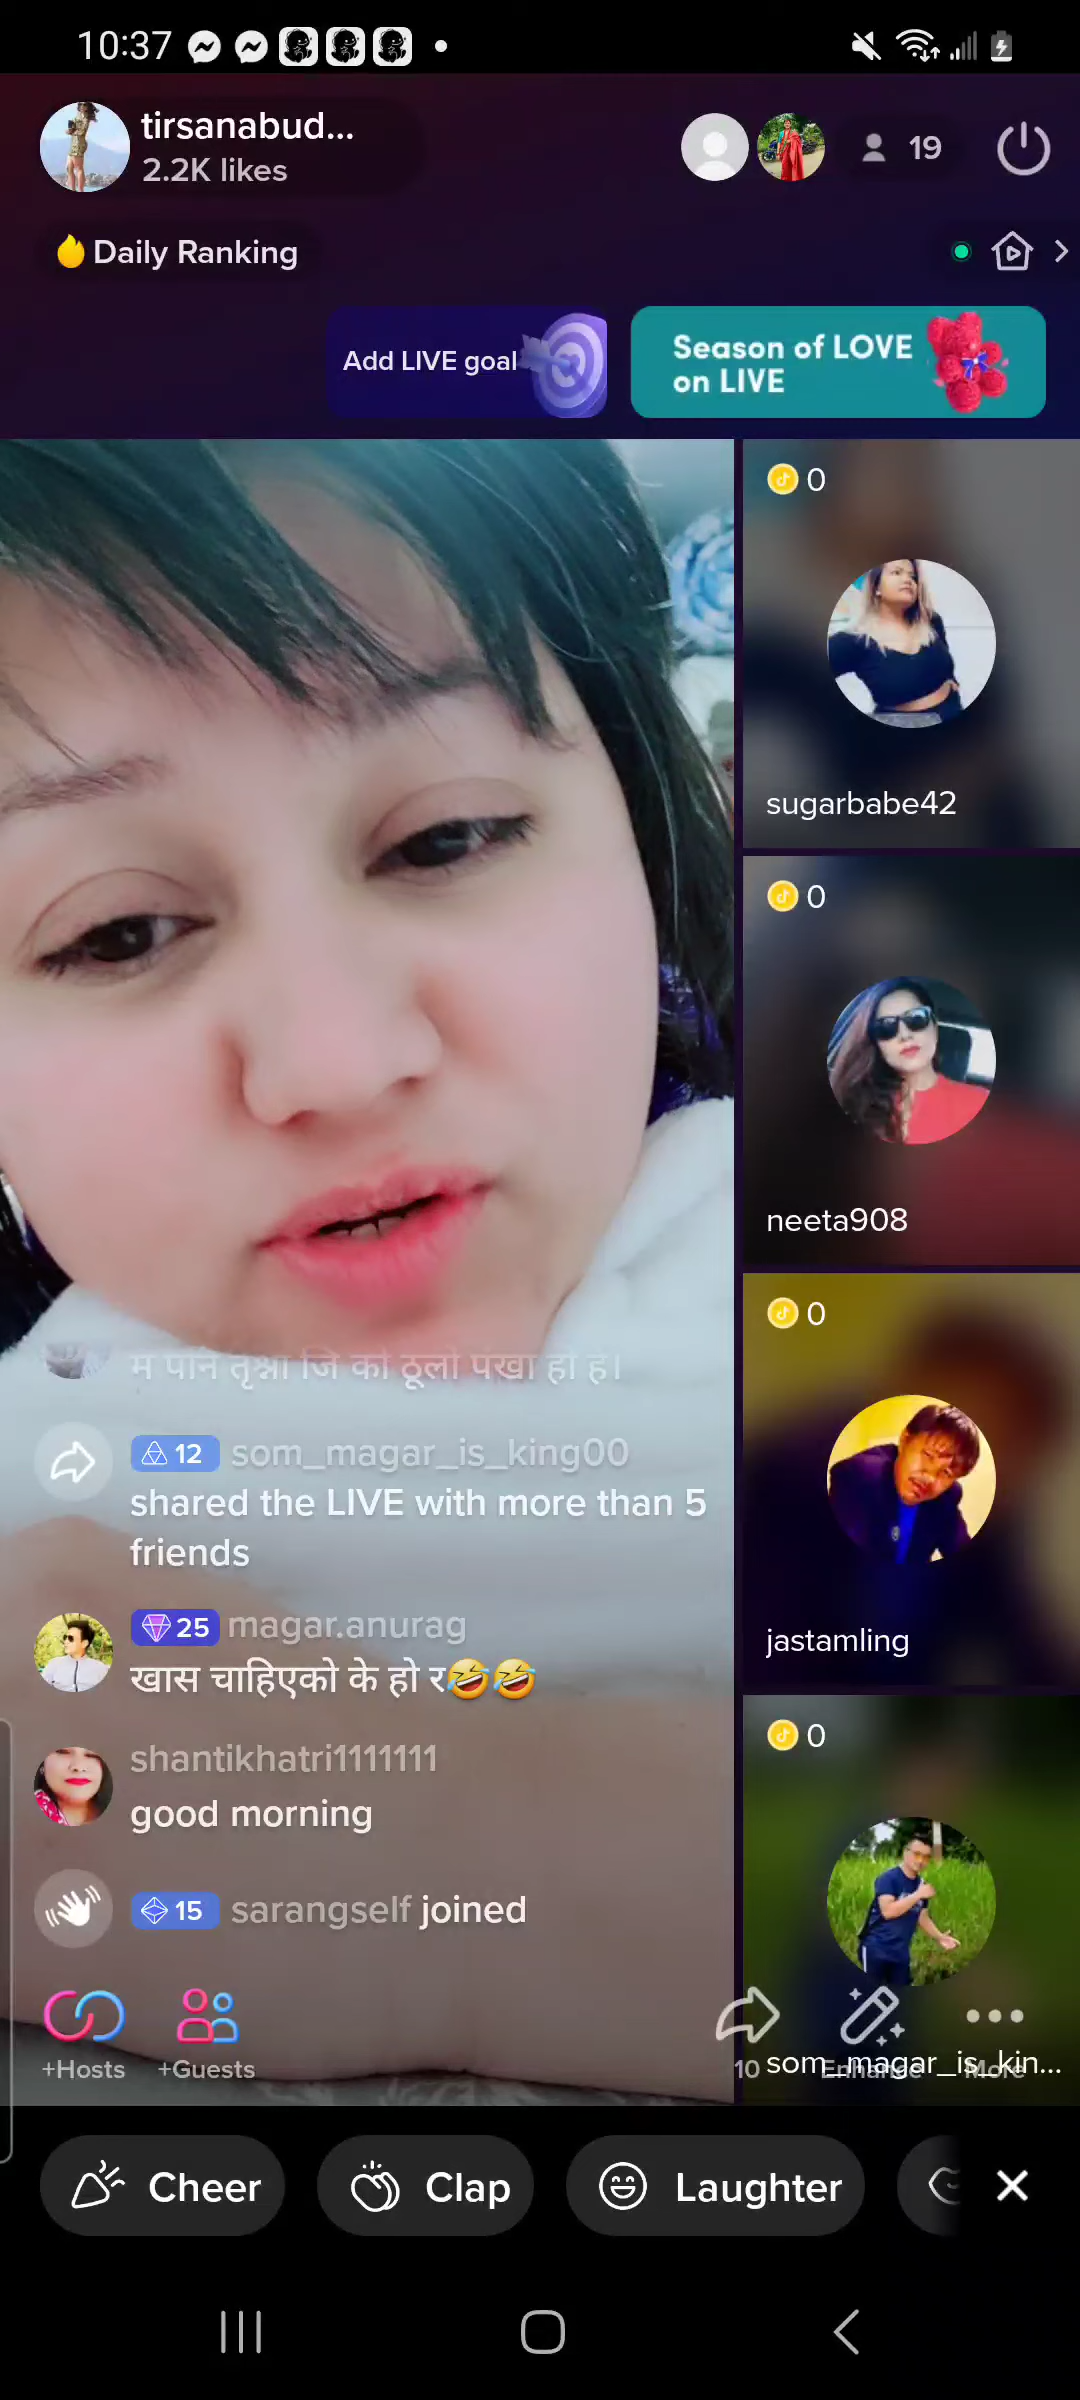 10:37
tirsanabud...
2.2K likes
19
Daily Ranking
Add LIVE goal
Season of LOVE
on LIVE
0
sugarbabe42
0
neeta908
0
jastamling
0
som_magar_is_kin...
म पनि तृश्ना जि को ठूलो पंखा हो है।
12 som_magar_is_king00
shared the LIVE with more than 5
friends
25 magar.anurag
खास चाहिएको के हो र🤣🤣
shantikhatri1111111
good morning
15 sarangself joined
+Hosts
+Guests
10
Enhance
More
Cheer
Clap
Laughter